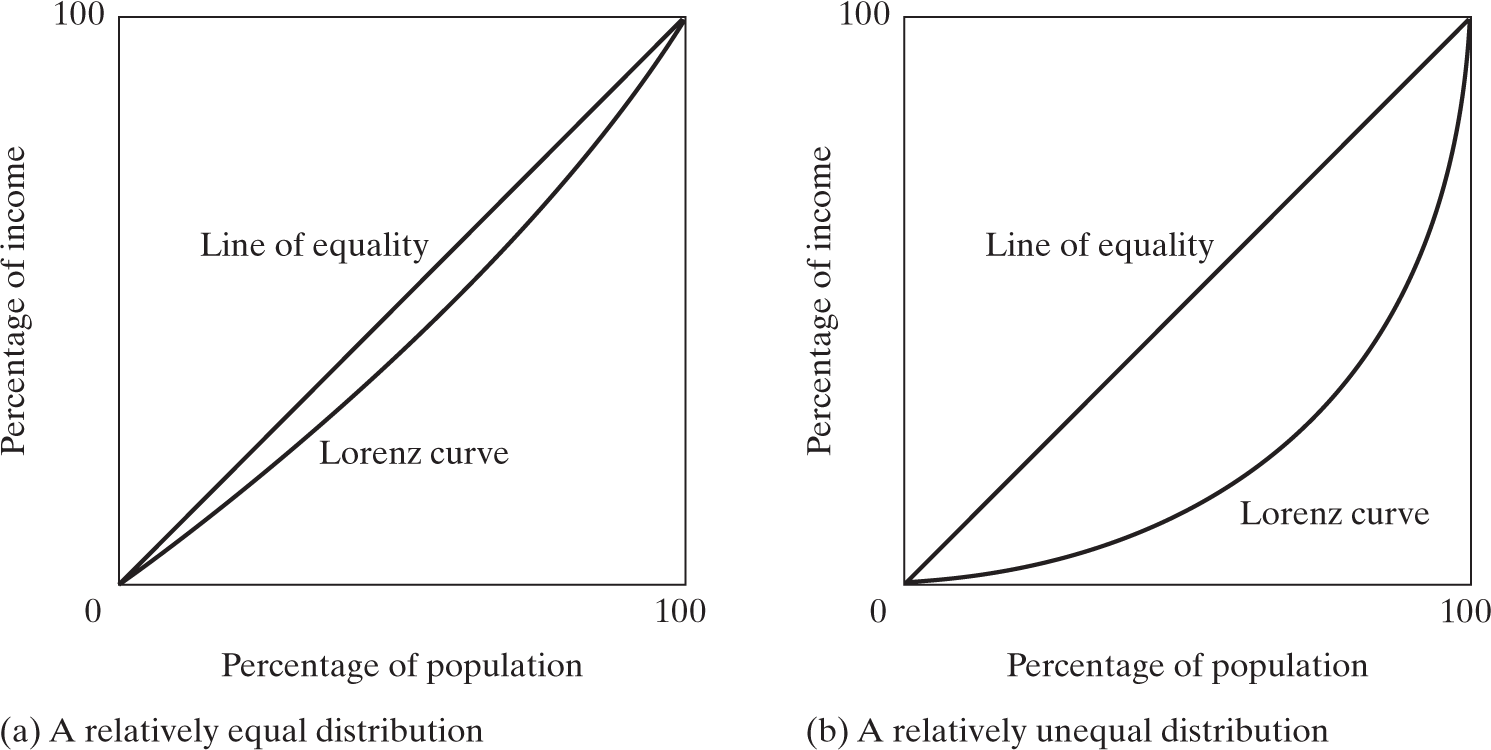 100
Percentage of income
Line of equality
Lorenz curve
0
100
Percentage of population
(a) A relatively equal distribution
100
Percentage of income
Line of equality
Lorenz curve
0
100
Percentage of population
(b) A relatively unequal distribution